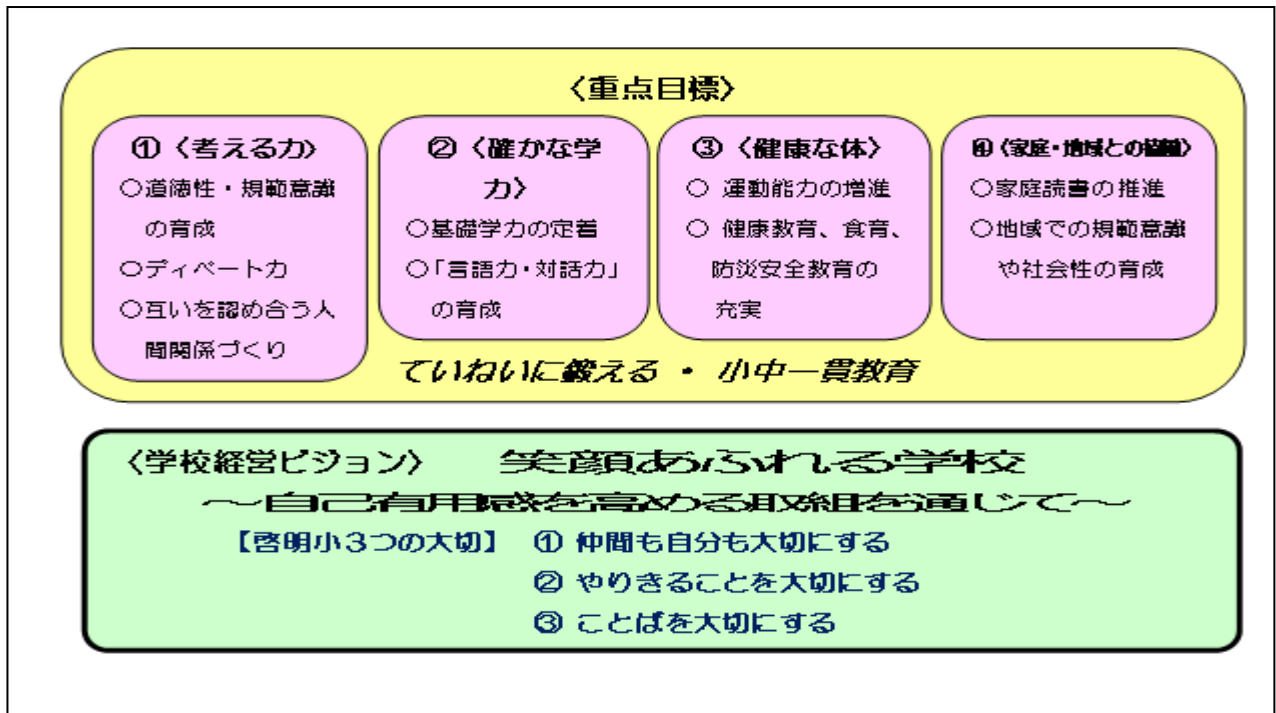 〈重点目標〉
①〈考える力〉
○道徳性・規範意識
の育成
○ディベート力
○互いを認め合う人
間関係づくり
②〈確かな学
力〉
○基礎学力の定着
○「言語力・対話力」
の育成
③〈健康な体〉
○ 運動能力の増進
○ 健康教育、食育、
防災安全教育の
充実
④〈家庭・地域との協働〉
○家庭読書の推進
○地域での規範意識
や社会性の育成
ていねいに鍛える ・ 小中一貫教育
〈学校経営ビジョン〉 笑顔あふれる学校
～自己有用感を高める取組を通じて～
【啓明小3つの大切】 ① 仲間も自分も大切にする
② やりきることを大切にする
③ ことばを大切にする